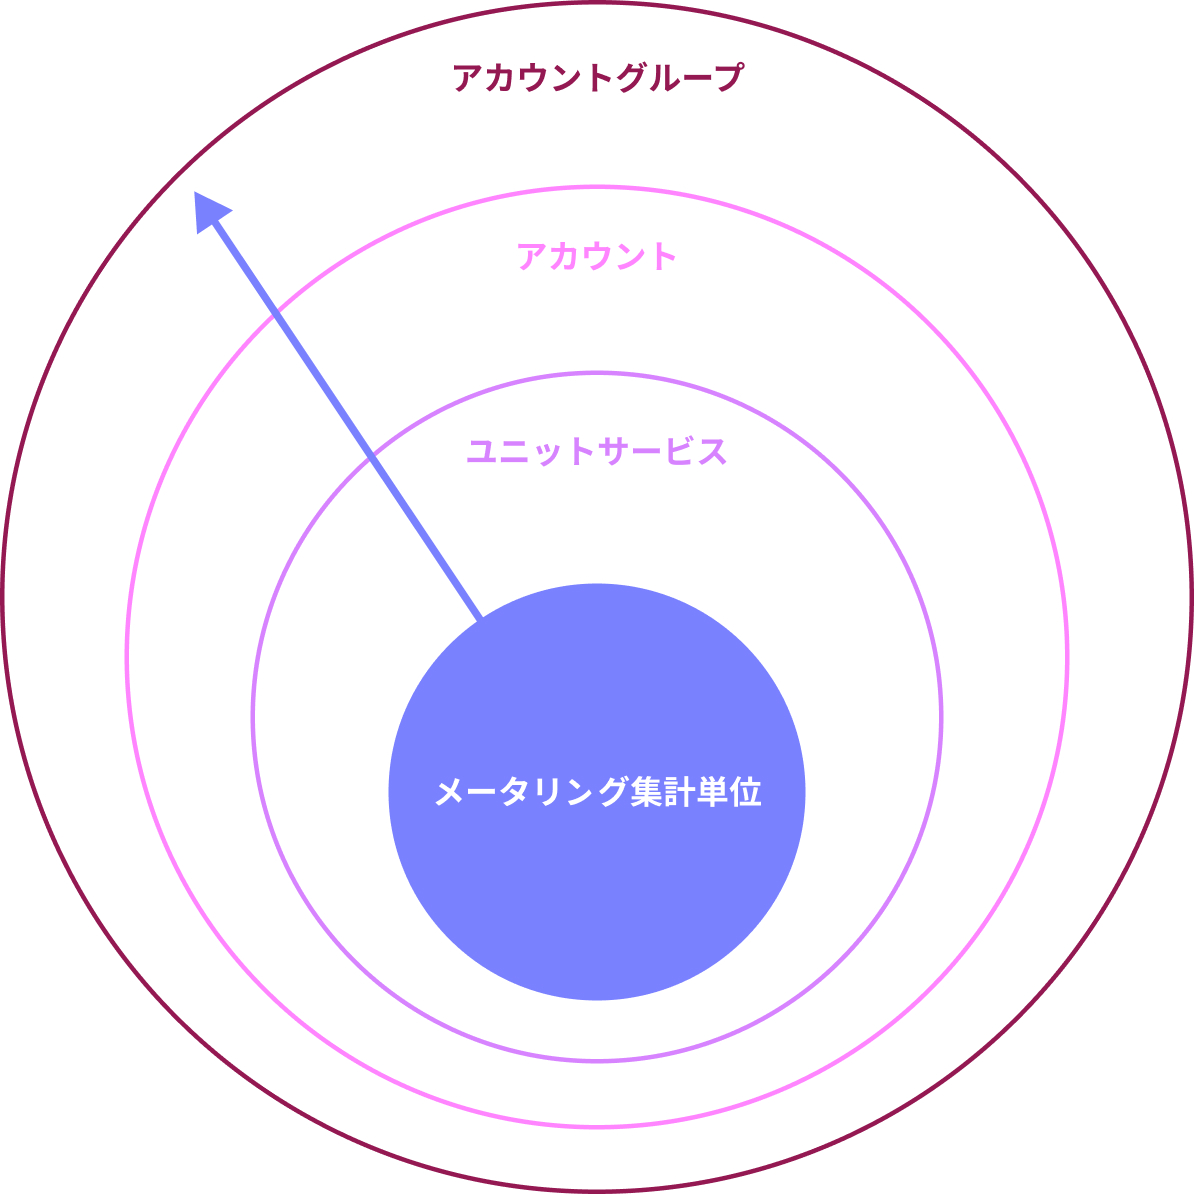 アカウントグループ
アカウント
ユニットサービス
メータリング集計単位